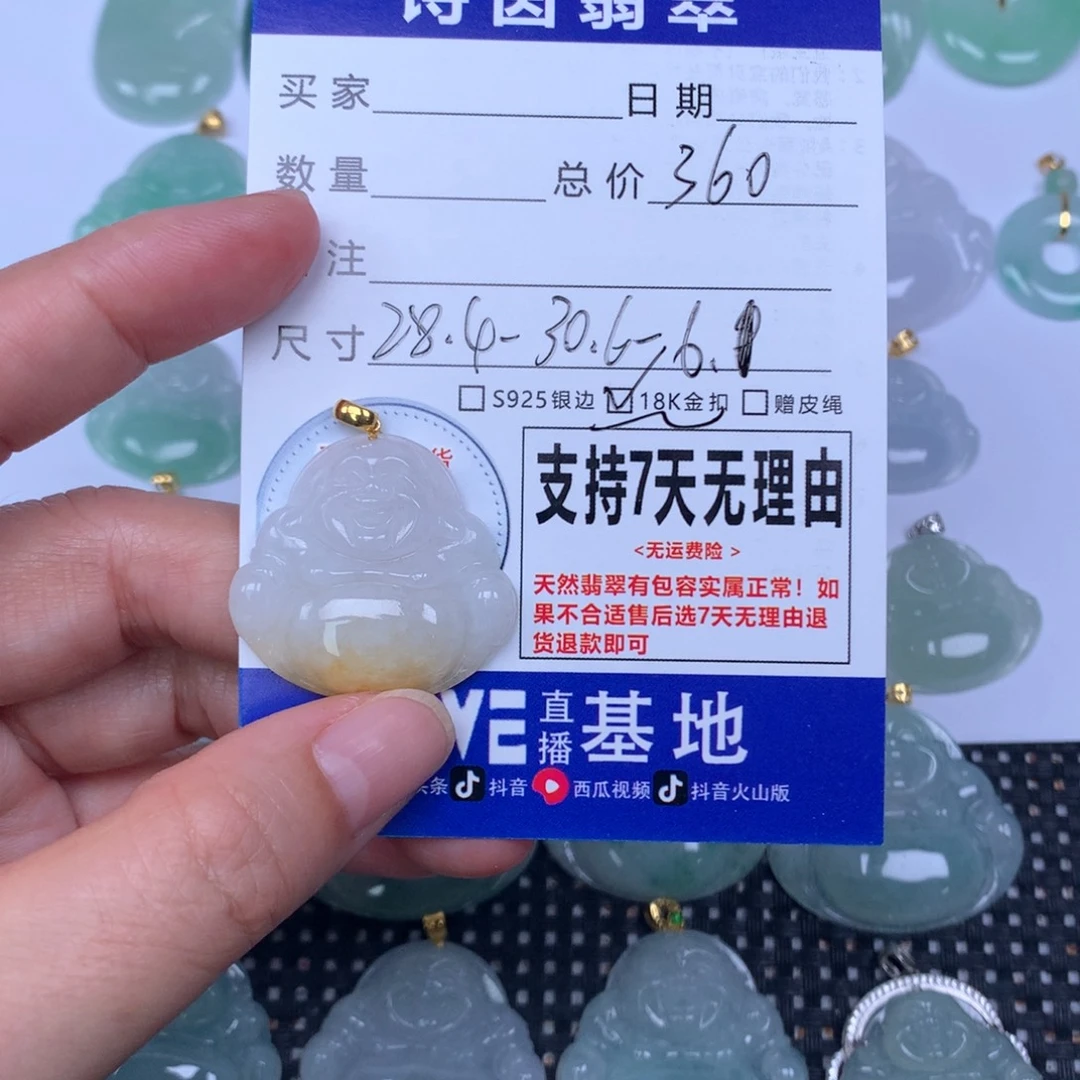 诗茵翡翠
买家 日期
数量 总价 360
注
尺寸 28.4-30.6-6.1
S925银边 18K金扣 赠皮绳
货
支持7天无理由
<无运费险 >
天然翡翠有包容实属正常！如
果不合适售后选7天无理由退
货退款即可
直播基地
头条 抖音 西瓜视频 抖音火山版